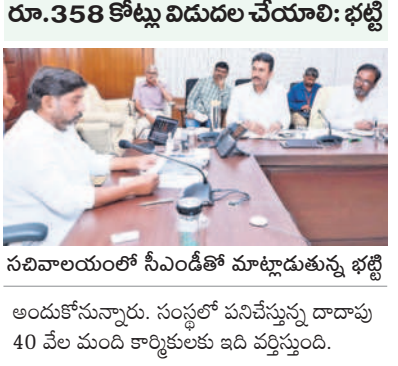 రూ.358 కోట్లు విడుదల చేయాలి: భట్టి
సచివాలయంలో సీఎండీతో మాట్లాడుతున్న భట్టి
అందుకోనున్నారు. సంస్థలో పనిచేస్తున్న దాదాపు
40 వేల మంది కార్మికులకు ఇది వర్తిస్తుంది.